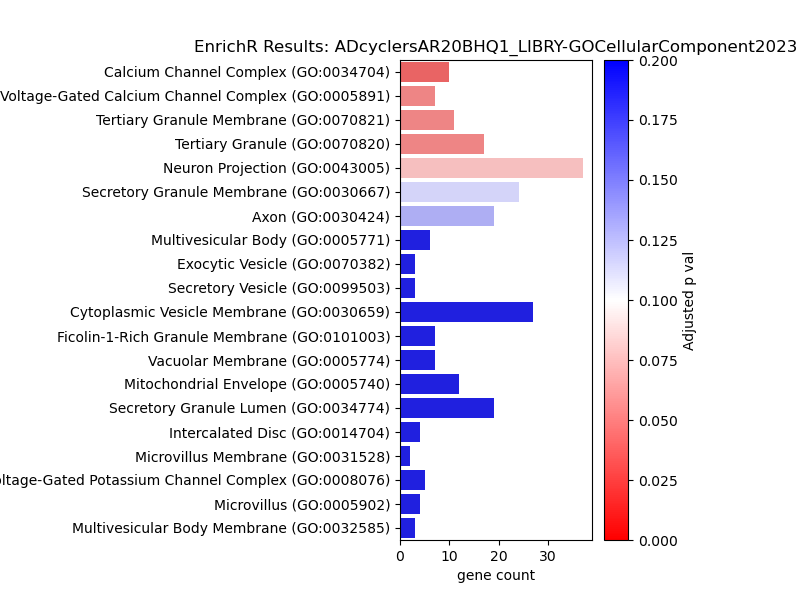 EnrichR Results: ADcyclersAR20BHQ1_LIBRY-GOCellularComponent2023
Calcium Channel Complex (GO:0034704)
Voltage-Gated Calcium Channel Complex (GO:0005891)
Tertiary Granule Membrane (GO:0070821)
Tertiary Granule (GO:0070820)
Neuron Projection (GO:0043005)
Secretory Granule Membrane (GO:0030667)
Axon (GO:0030424)
Multivesicular Body (GO:0005771)
Exocytic Vesicle (GO:0070382)
Secretory Vesicle (GO:0099503)
Cytoplasmic Vesicle Membrane (GO:0030659)
Ficolin-1-Rich Granule Membrane (GO:0101003)
Vacuolar Membrane (GO:0005774)
Mitochondrial Envelope (GO:0005740)
Secretory Granule Lumen (GO:0034774)
Intercalated Disc (GO:0014704)
Microvillus Membrane (GO:0031528)
oltage-Gated Potassium Channel Complex (GO:0008076)
Microvillus (GO:0005902)
Multivesicular Body Membrane (GO:0032585)
0 10 20 30
gene count
0.200
0.175
0.150
0.125
0.100
0.075
0.050
0.025
0.000
Adjusted p val